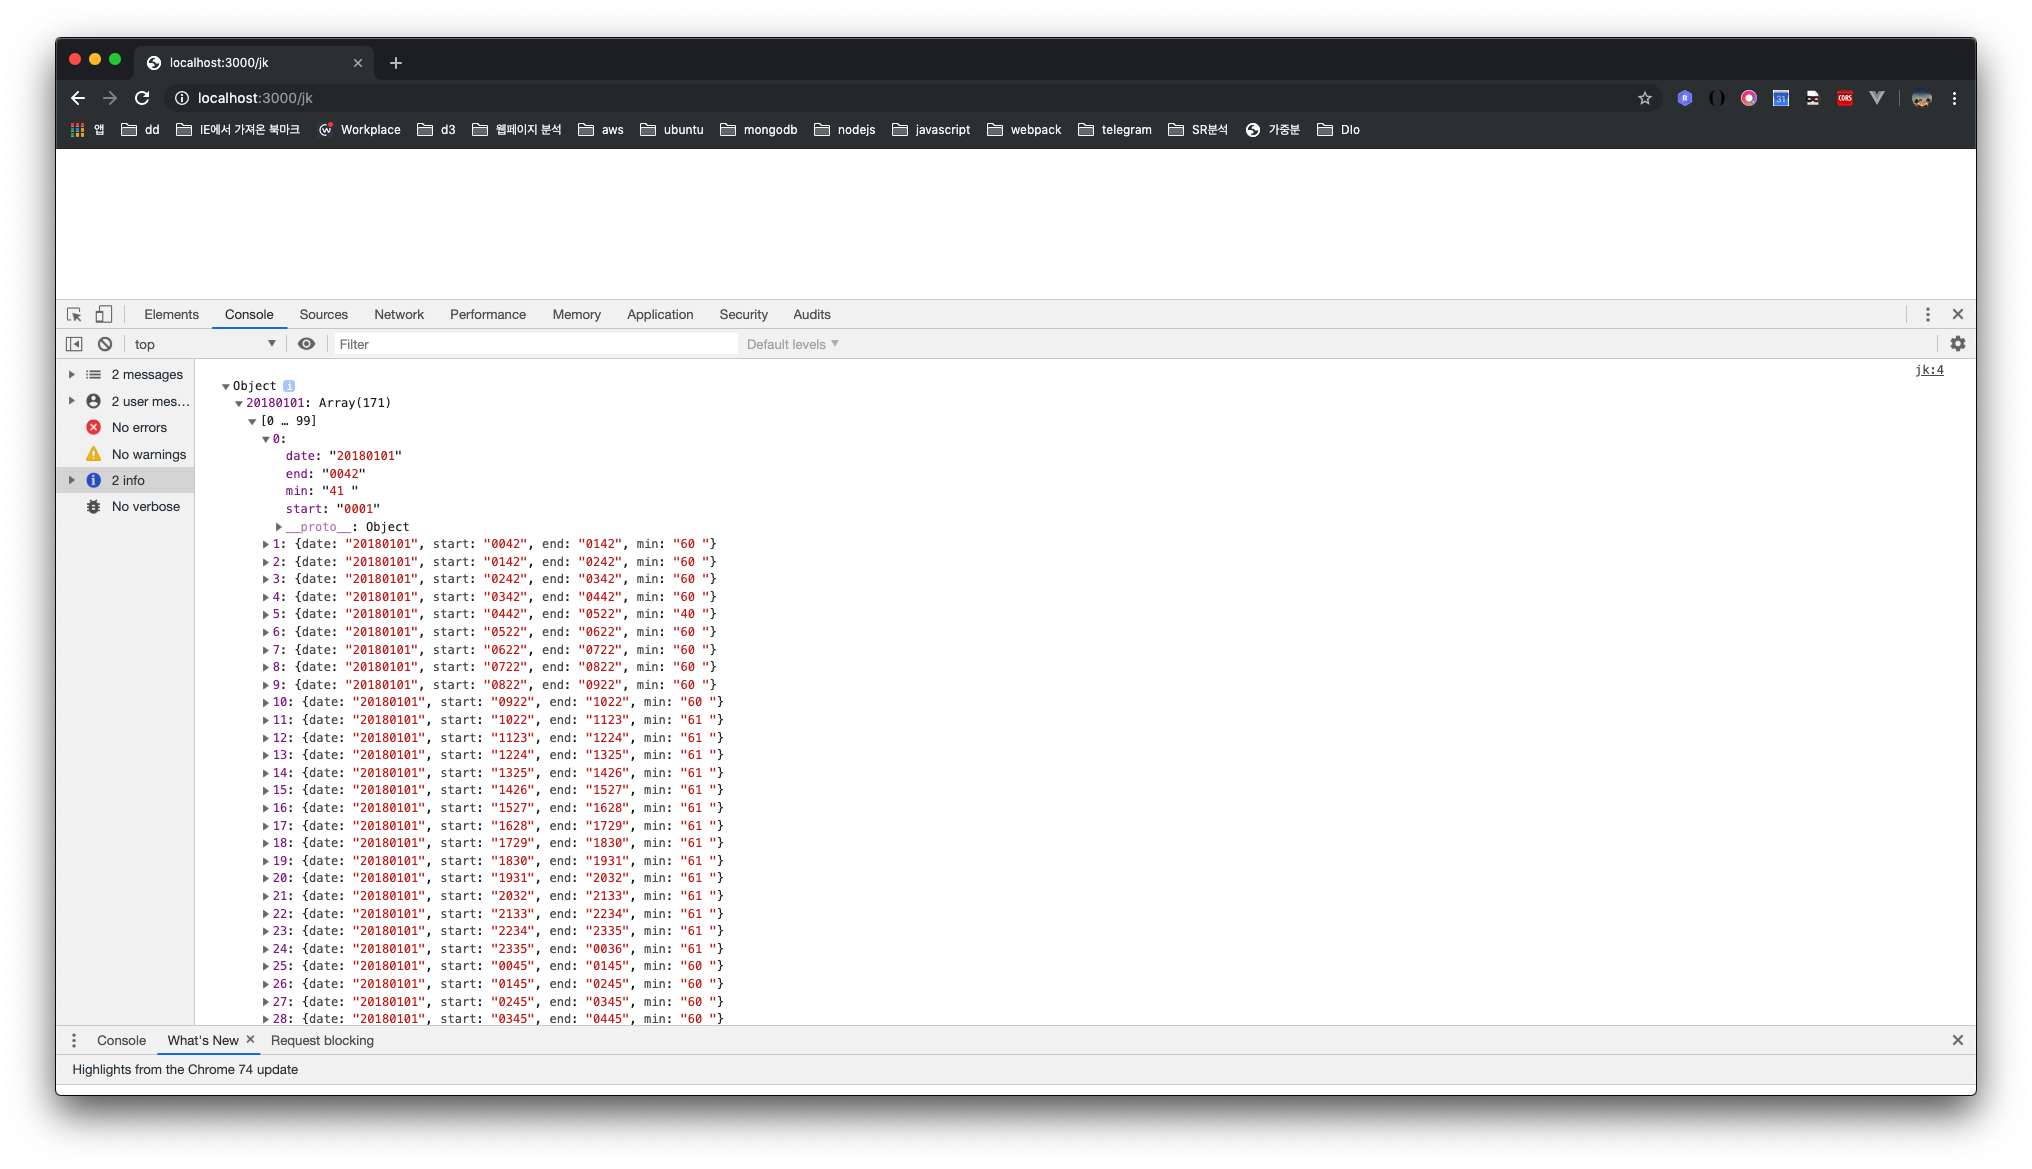 localhost:3000/jk
localhost:3000/jk
31
CORS
앱 dd IE에서 가져온 북마크 Workplace d3 웹페이지 분석 aws ubuntu mongodb nodejs javascript webpack telegram SR분석 가중분 Dlo
Elements Console Sources Network Performance Memory Application Security Audits
top Filter Default levels
2 messages
2 user mes...
No errors
No warnings
2 info
No verbose
jk:4
Object i
20180101: Array(171)
[0 … 99]
0:
date: "20180101"
end: "0042"
min: "41 "
start: "0001"
__proto__: Object
1: {date: "20180101", start: "0042", end: "0142", min: "60 "}
2: {date: "20180101", start: "0142", end: "0242", min: "60 "}
3: {date: "20180101", start: "0242", end: "0342", min: "60 "}
4: {date: "20180101", start: "0342", end: "0442", min: "60 "}
5: {date: "20180101", start: "0442", end: "0522", min: "40 "}
6: {date: "20180101", start: "0522", end: "0622", min: "60 "}
7: {date: "20180101", start: "0622", end: "0722", min: "60 "}
8: {date: "20180101", start: "0722", end: "0822", min: "60 "}
9: {date: "20180101", start: "0822", end: "0922", min: "60 "}
10: {date: "20180101", start: "0922", end: "1022", min: "60 "}
11: {date: "20180101", start: "1022", end: "1123", min: "61 "}
12: {date: "20180101", start: "1123", end: "1224", min: "61 "}
13: {date: "20180101", start: "1224", end: "1325", min: "61 "}
14: {date: "20180101", start: "1325", end: "1426", min: "61 "}
15: {date: "20180101", start: "1426", end: "1527", min: "61 "}
16: {date: "20180101", start: "1527", end: "1628", min: "61 "}
17: {date: "20180101", start: "1628", end: "1729", min: "61 "}
18: {date: "20180101", start: "1729", end: "1830", min: "61 "}
19: {date: "20180101", start: "1830", end: "1931", min: "61 "}
20: {date: "20180101", start: "1931", end: "2032", min: "61 "}
21: {date: "20180101", start: "2032", end: "2133", min: "61 "}
22: {date: "20180101", start: "2133", end: "2234", min: "61 "}
23: {date: "20180101", start: "2234", end: "2335", min: "61 "}
24: {date: "20180101", start: "2335", end: "0036", min: "61 "}
25: {date: "20180101", start: "0045", end: "0145", min: "60 "}
26: {date: "20180101", start: "0145", end: "0245", min: "60 "}
27: {date: "20180101", start: "0245", end: "0345", min: "60 "}
28: {date: "20180101", start: "0345", end: "0445", min: "60 "}
Console What's New Request blocking
Highlights from the Chrome 74 update